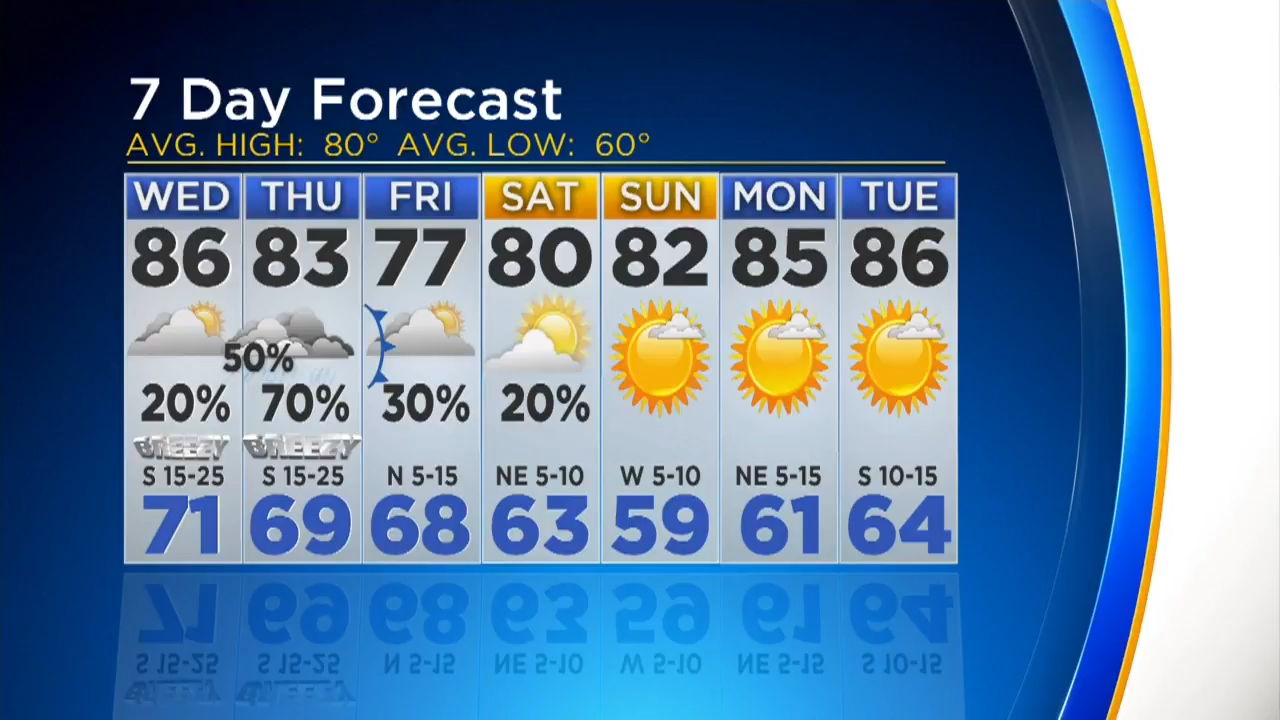 7 Day Forecast
AVG. HIGH: 80° AVG. LOW: 60°
WED THU FRI SAT SUN MON TUE
86 83 77 80 82 85 86
50%
20% 70% 30% 20%
BREEZY BREEZY
S 15-25 S 15-25 N 5-15 NE 5-10 W 5-10 NE 5-15 S 10-15
71 69 68 63 59 61 64